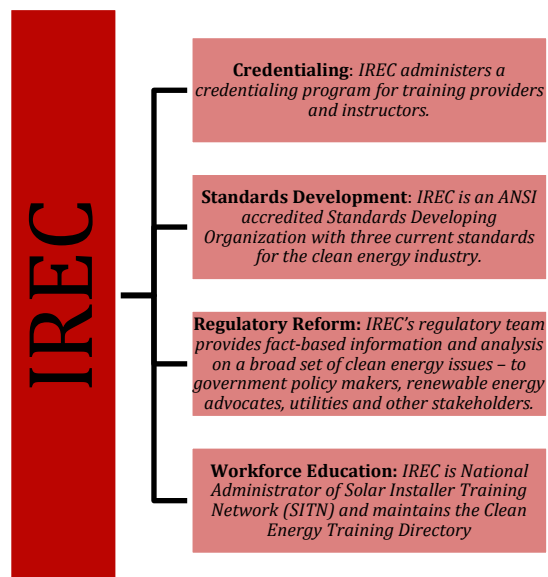 IREC
Credentialing: IREC administers a
credentialing program for training providers
and instructors.
Standards Development: IREC is an ANSI
accredited Standards Developing
Organization with three current standards
for the clean energy industry.
Regulatory Reform: IREC's regulatory team
provides fact-based information and analysis
on a broad set of clean energy issues – to
government policy makers, renewable energy
advocates, utilities and other stakeholders.
Workforce Education: IREC is National
Administrator of Solar Installer Training
Network (SITN) and maintains the Clean
Energy Training Directory